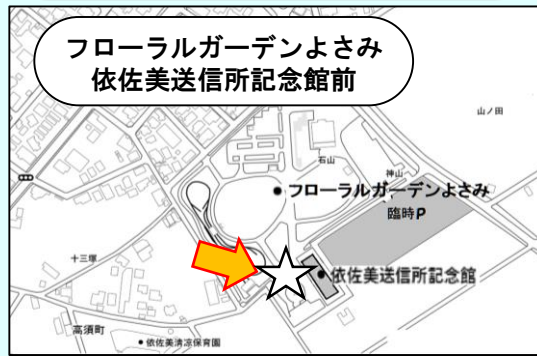 フローラルガーデンよさみ
依佐美送信所記念館前
山ノ田
石山
神山
フローラルガーデンよさみ
臨時P
十三塚
依佐美送信所記念館
高須町
依佐美清凉保育園